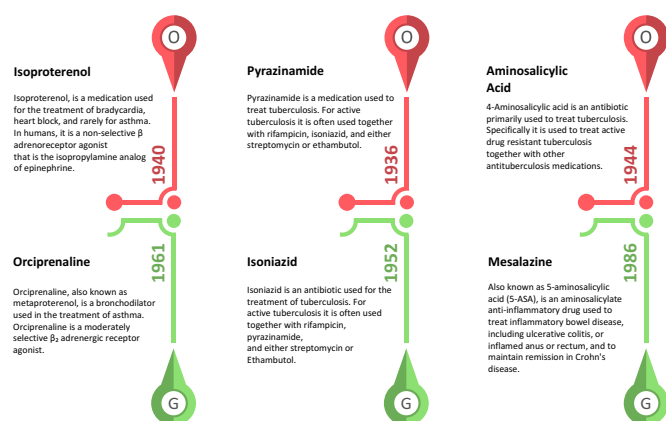 O
Isoproterenol
Isoproterenol, is a medication used
for the treatment of bradycardia,
heart block, and rarely for asthma.
In humans, it is a non-selective β
adrenoreceptor agonist
that is the isopropylamine analog
of epinephrine.
1940
Orciprenaline
1961
Orciprenaline, also known as
metaproterenol, is a bronchodilator
used in the treatment of asthma.
Orciprenaline is a moderately
selective β₂ adrenergic receptor
agonist.
G
O
Pyrazinamide
Pyrazinamide is a medication used to
treat tuberculosis. For active
tuberculosis it is often used together
with rifampicin, isoniazid, and either
streptomycin or ethambutol.
1936
Isoniazid
1952
Isoniazid is an antibiotic used for the
treatment of tuberculosis. For
active tuberculosis it is often used
together with rifampicin,
pyrazinamide,
and either streptomycin or
Ethambutol.
G
O
Aminosalicylic
Acid
4-Aminosalicylic acid is an antibiotic
primarily used to treat tuberculosis.
Specifically it is used to treat active
drug resistant tuberculosis
together with other
antituberculosis medications.
1944
Mesalazine
1986
Also known as 5-aminosalicylic
acid (5-ASA), is an aminosalicylate
anti-inflammatory drug used to
treat inflammatory bowel disease,
including ulcerative colitis, or
inflamed anus or rectum, and to
maintain remission in Crohn's
disease.
G